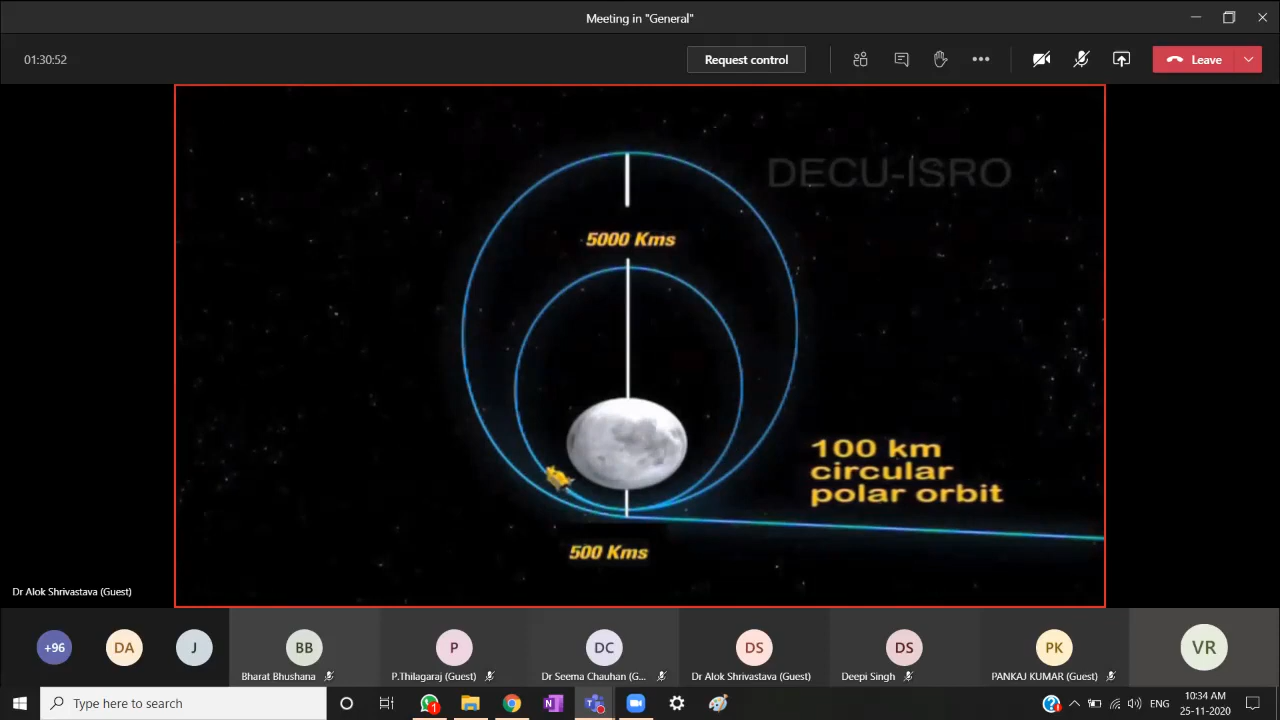 Meeting in "General"
01:30:52
Request control
Leave
DECU-ISRO
5000 Kms
100 km
circular
polar orbit
500 Kms
Dr Alok Shrivastava (Guest)
+96
DA
J
BB
P
DC
DS
DS
PK
VR
Bharat Bhushana
P.Thilagaraj (Guest)
Dr Seema Chauhan (G...
Dr Alok Shrivastava (Guest)
Deepi Singh
PANKAJ KUMAR (Guest)
Type here to search
ENG
10:34 AM
25-11-2020